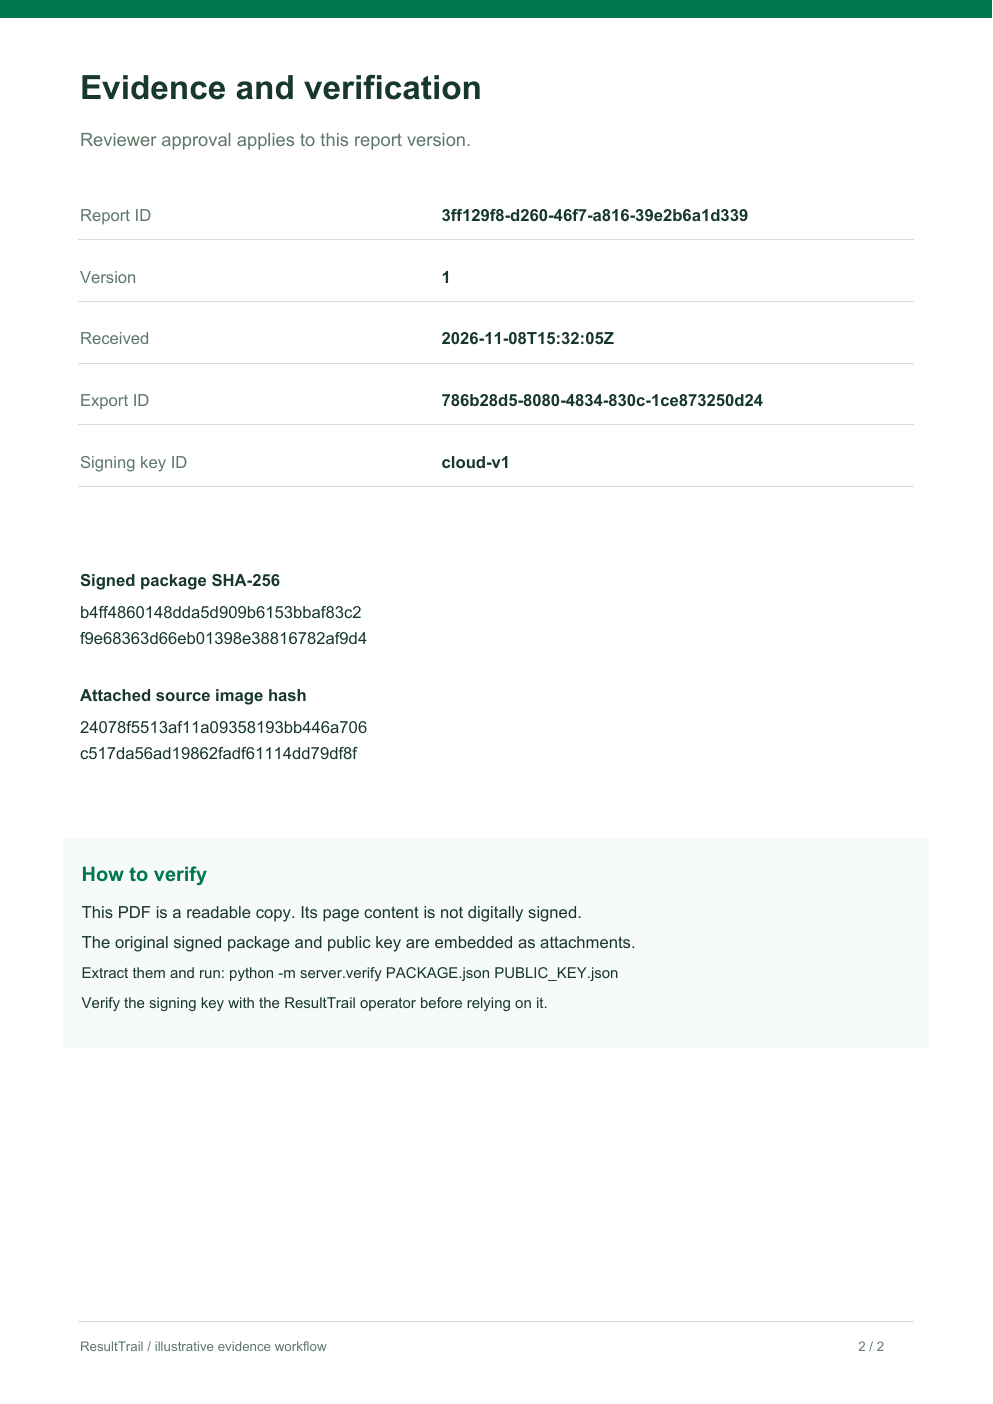 Evidence and verification
Reviewer approval applies to this report version.
Report ID 3ff129f8-d260-46f7-a816-39e2b6a1d339
Version 1
Received 2026-11-08T15:32:05Z
Export ID 786b28d5-8080-4834-830c-1ce873250d24
Signing key ID cloud-v1
Signed package SHA-256
b4ff4860148dda5d909b6153bbaf83c2
f9e68363d66eb01398e38816782af9d4
Attached source image hash
24078f5513af11a09358193bb446a706
c517da56ad19862fadf61114dd79df8f
How to verify
This PDF is a readable copy. Its page content is not digitally signed.
The original signed package and public key are embedded as attachments.
Extract them and run: python -m server.verify PACKAGE.json PUBLIC_KEY.json
Verify the signing key with the ResultTrail operator before relying on it.
ResultTrail / illustrative evidence workflow 2 / 2